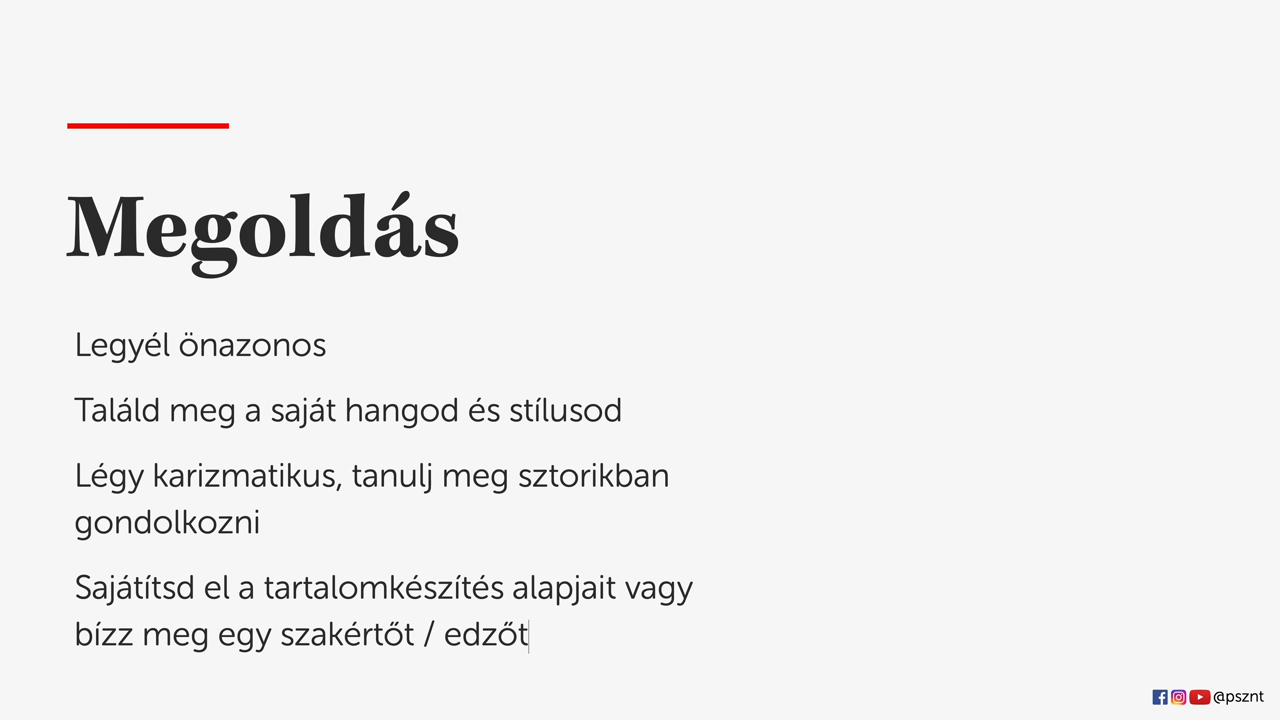 Megoldás
Legyél önazonos
Találd meg a saját hangod és stílusod
Légy karizmatikus, tanulj meg sztorikban
gondolkozni
Sajátítsd el a tartalomkészítés alapjait vagy
bízz meg egy szakértőt / edzőt
@psznt